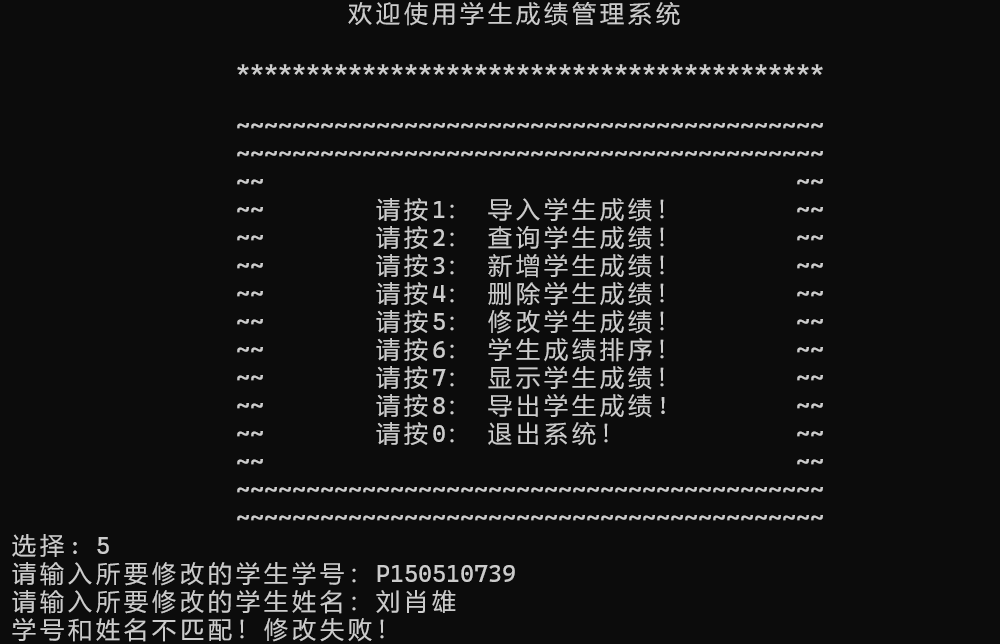 欢迎使用学生成绩管理系统
******************************************
~~~~~~~~~~~~~~~~~~~~~~~~~~~~~~~~~~~~~~~~~~
~~~~~~~~~~~~~~~~~~~~~~~~~~~~~~~~~~~~~~~~~~
~~ ~~
~~ 请按1: 导入学生成绩! ~~
~~ 请按2: 查询学生成绩! ~~
~~ 请按3: 新增学生成绩! ~~
~~ 请按4: 删除学生成绩! ~~
~~ 请按5: 修改学生成绩! ~~
~~ 请按6: 学生成绩排序! ~~
~~ 请按7: 显示学生成绩! ~~
~~ 请按8: 导出学生成绩! ~~
~~ 请按0: 退出系统! ~~
~~ ~~
~~~~~~~~~~~~~~~~~~~~~~~~~~~~~~~~~~~~~~~~~~
~~~~~~~~~~~~~~~~~~~~~~~~~~~~~~~~~~~~~~~~~~
选择: 5
请输入所要修改的学生学号: P150510739
请输入所要修改的学生姓名: 刘肖雄
学号和姓名不匹配! 修改失败!